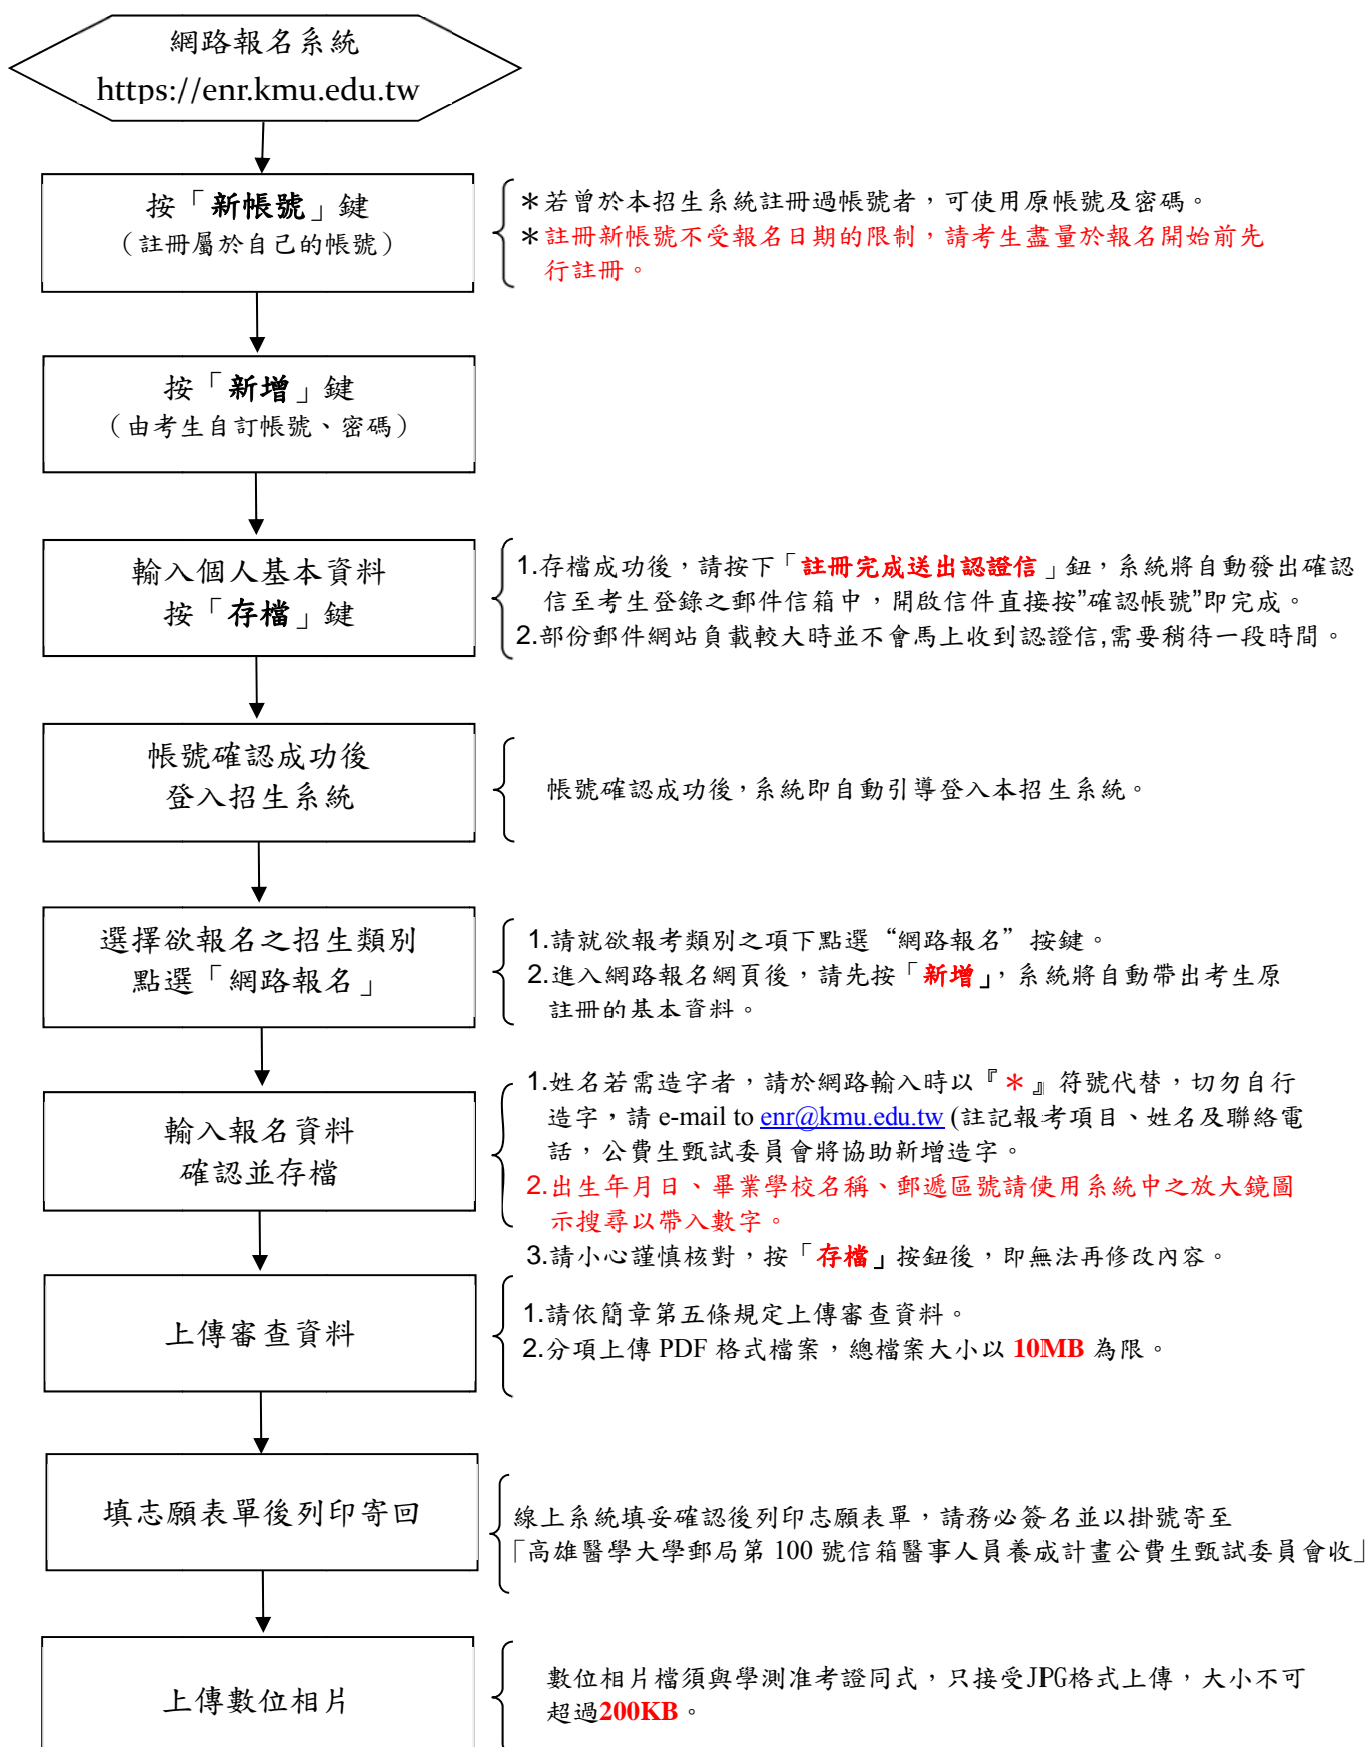 網路報名系統
https://enr.kmu.edu.tw
按「新帳號」鍵
（註冊屬於自己的帳號）
＊若曾於本招生系統註冊過帳號者，可使用原帳號及密碼。
＊註冊新帳號不受報名日期的限制，請考生盡量於報名開始前先
行註冊。
按「新增」鍵
（由考生自訂帳號、密碼）
輸入個人基本資料
按「存檔」鍵
1.存檔成功後，請按下「註冊完成送出認證信」鈕，系統將自動發出確認
信至考生登錄之郵件信箱中，開啟信件直接按”確認帳號”即完成。
2.部份郵件網站負載較大時並不會馬上收到認證信,需要稍待一段時間。
帳號確認成功後
登入招生系統
帳號確認成功後，系統即自動引導登入本招生系統。
選擇欲報名之招生類別
點選「網路報名」
1.請就欲報考類別之項下點選“網路報名”按鍵。
2.進入網路報名網頁後，請先按「新增」，系統將自動帶出考生原
註冊的基本資料。
輸入報名資料
確認並存檔
1.姓名若需造字者，請於網路輸入時以『＊』符號代替，切勿自行
造字，請 e-mail to enr@kmu.edu.tw (註記報考項目、姓名及聯絡電
話，公費生甄試委員會將協助新增造字。
2.出生年月日、畢業學校名稱、郵遞區號請使用系統中之放大鏡圖
示搜尋以帶入數字。
3.請小心謹慎核對，按「存檔」按鈕後，即無法再修改內容。
上傳審查資料
1.請依簡章第五條規定上傳審查資料。
2.分項上傳 PDF 格式檔案，總檔案大小以 10MB 為限。
填志願表單後列印寄回
線上系統填妥確認後列印志願表單，請務必簽名並以掛號寄至
「高雄醫學大學郵局第 100 號信箱醫事人員養成計畫公費生甄試委員會收」
上傳數位相片
數位相片檔須與學測准考證同式，只接受JPG格式上傳，大小不可
超過200KB。